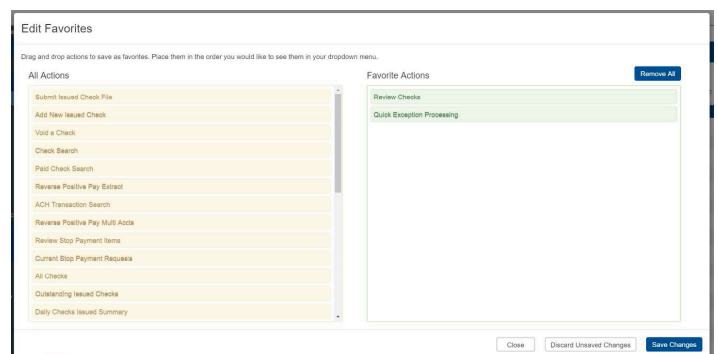 Edit Favorites
Drag and drop actions to save as favorites. Place them in the order you would like to see them in your dropdown menu.
All Actions
Submit Issued Check File
Add New Issued Check
Void a Check
Check Search
Paid Check Search
Reverse Positive Pay Extract
ACH Transaction Search
Reverse Positive Pay Multi Accts
Review Stop Payment Items
Current Stop Payment Requests
All Checks
Outstanding Issued Checks
Daily Checks Issued Summary
Favorite Actions
Remove All
Review Checks
Quick Exception Processing
Close
Discard Unsaved Changes
Save Changes